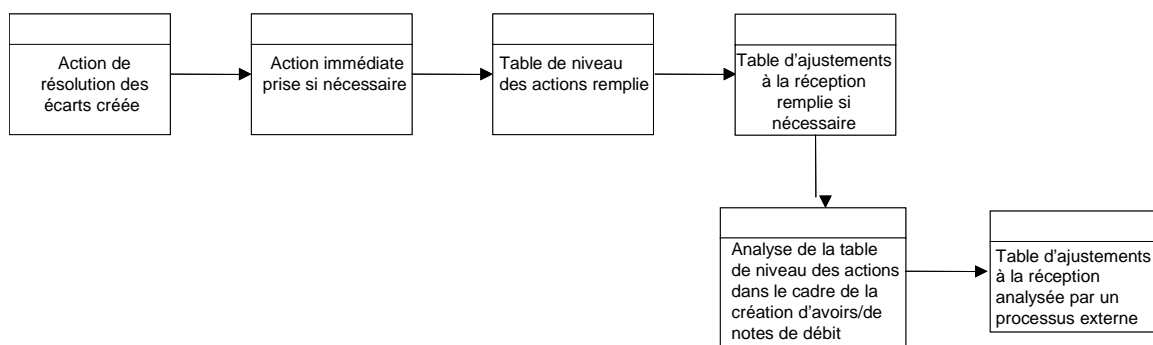 Action de
résolution des
écarts créée
Action immédiate
prise si nécessaire
Table de niveau
des actions remplie
Table d'ajustements
à la réception
remplie si
nécessaire
Analyse de la table
de niveau des actions
dans le cadre de la
création d'avoirs/de
notes de débit
Table d'ajustements
à la réception
analysée par un
processus externe